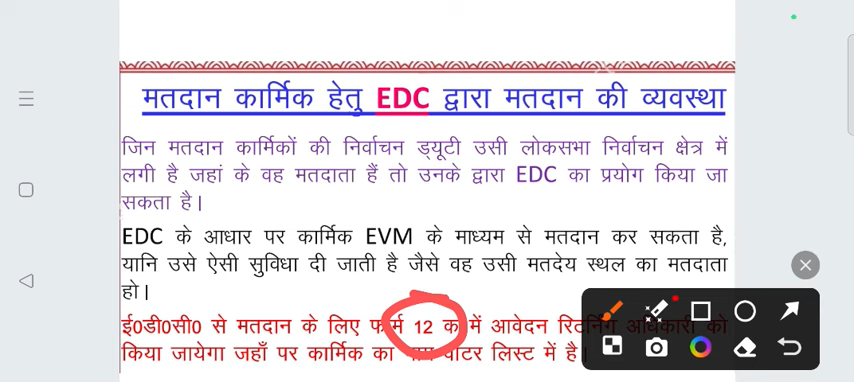 मतदान कार्मिक हेतु EDC द्वारा मतदान की व्यवस्था
जिन मतदान कार्मिकों की निर्वाचन ड्यूटी उसी लोकसभा निर्वाचन क्षेत्र में
लगी है जहां के वह मतदाता हैं तो उनके द्वारा EDC का प्रयोग किया जा
सकता है।
EDC के आधार पर कार्मिक EVM के माध्यम से मतदान कर सकता है,
यानि उसे ऐसी सुविधा दी जाती है जैसे वह उसी मतदेय स्थल का मतदाता
हो।
ई0डी0सी0 से मतदान के लिए फार्म 12 क में आवेदन रिटर्निंग अधिकारी को
किया जायेगा जहाँ पर कार्मिक का नाम वोटर लिस्ट में है।